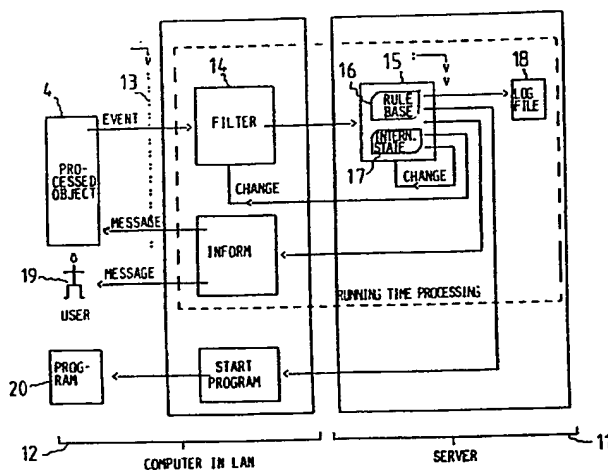 4
13
14
15
16
18
EVENT
FILTER
RULE
BASE
LOG
FILE
INTERN.
STATE
17
PRO-
CESSED
OBJECT
CHANGE
CHANGE
MESSAGE
INFORM
19
MESSAGE
USER
RUNNING TIME PROCESSING
20
PROG-
RAM
START
PROGRAM
12
COMPUTER IN LAN
SERVER
11